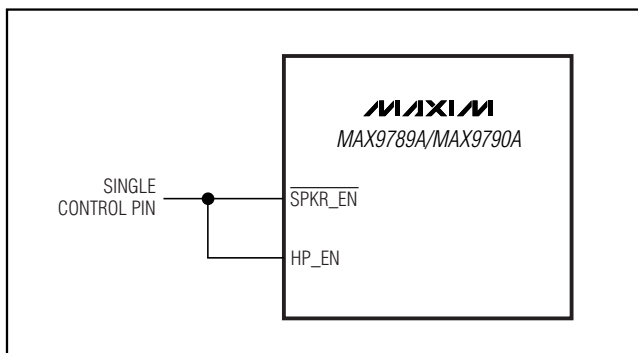 MAXIM
MAX9789A/MAX9790A
SINGLE
CONTROL PIN
SPKR_EN
HP_EN